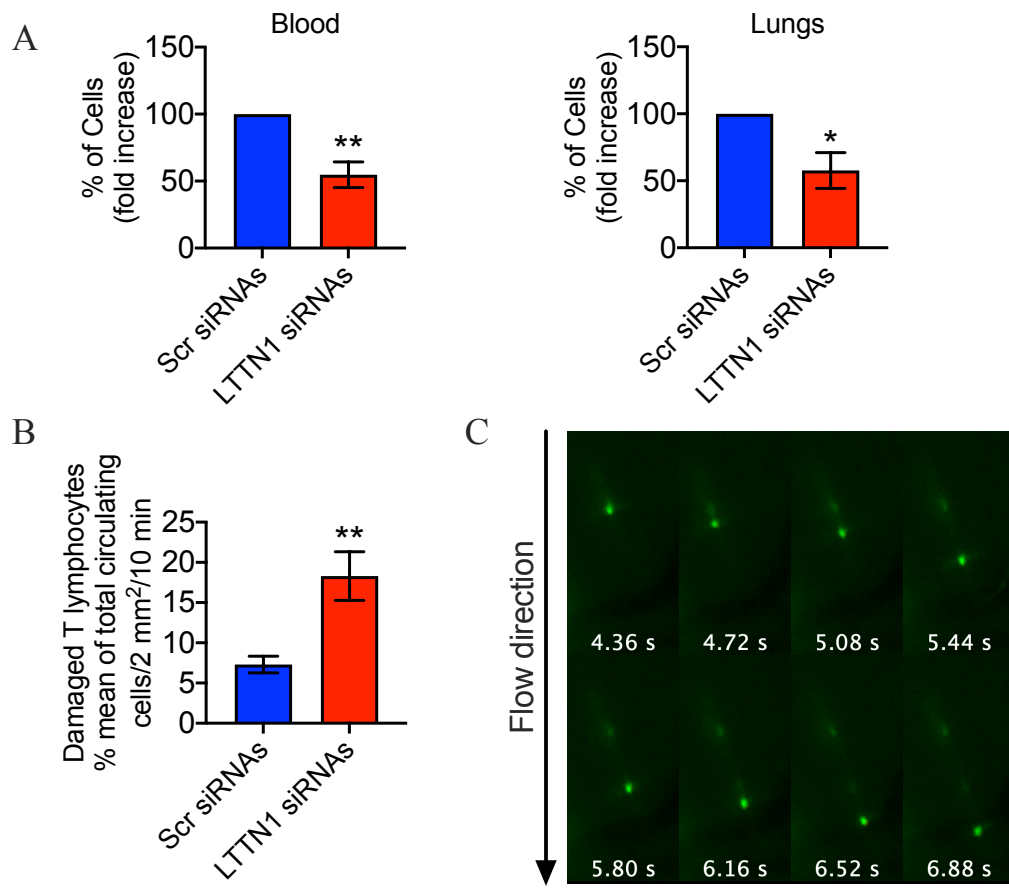 A
Blood
% of Cells
(fold increase)
150
100
50
0
Scr siRNAs
LTTN1 siRNAs
**
Lungs
% of Cells
(fold increase)
150
100
50
0
Scr siRNAs
LTTN1 siRNAs
*
B
Damaged T lymphocytes
% mean of total circulating
cells/2 mm²/10 min
25
20
15
10
5
0
Scr siRNAs
LTTN1 siRNAs
**
C
Flow direction
4.36 s 4.72 s 5.08 s 5.44 s
5.80 s 6.16 s 6.52 s 6.88 s